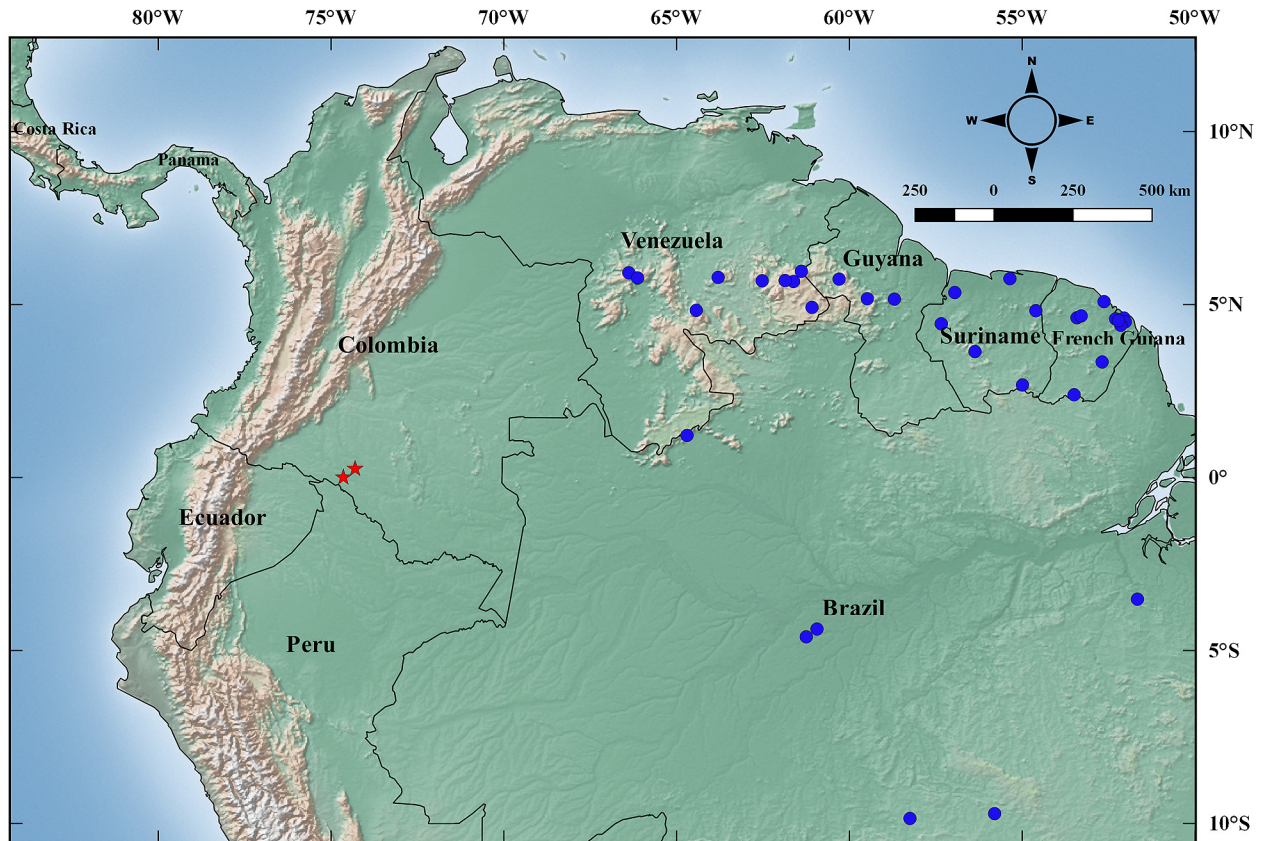 80°W 75°W 70°W 65°W 60°W 55°W 50°W
N
W E
S
250 0 250 500 km
Costa Rica
Panama
10°N
Venezuela
Guyana
5°N
Colombia
Suriname
French Guiana
0°
Ecuador
Brazil
Peru
5°S
10°S